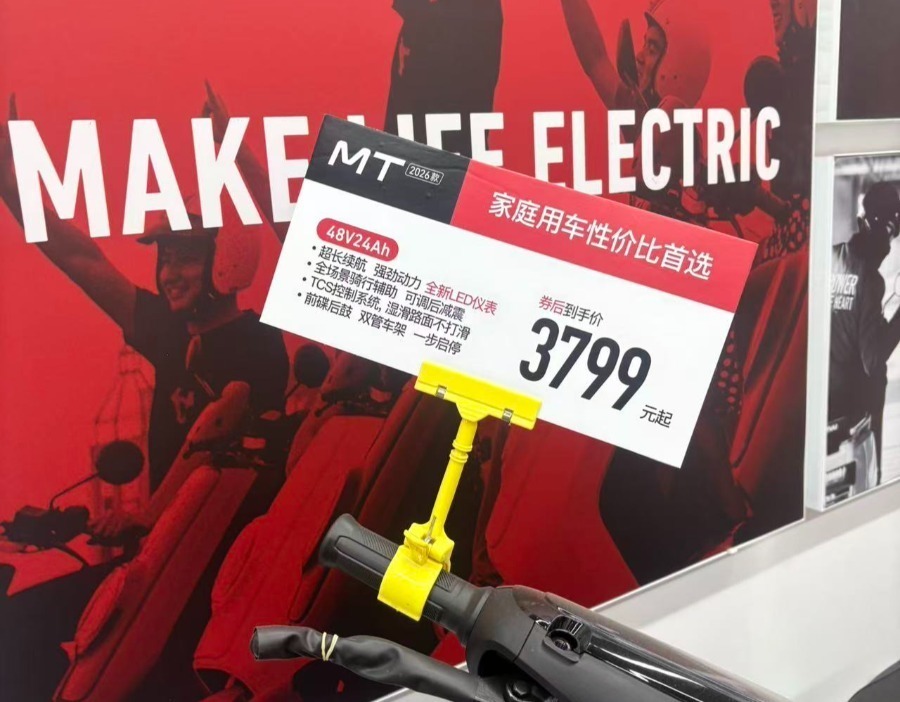 MAKE LIFE ELECTRIC
MT 2026款
家庭用车性价比首选
48V24Ah
• 超长续航 强劲动力 全新LED仪表
• 全场景骑行辅助 可调后减震
• TCS控制系统, 湿滑路面不打滑
• 前碟后鼓 双管车架 一步启停
券后到手价
3799
元起
POWER
HEART